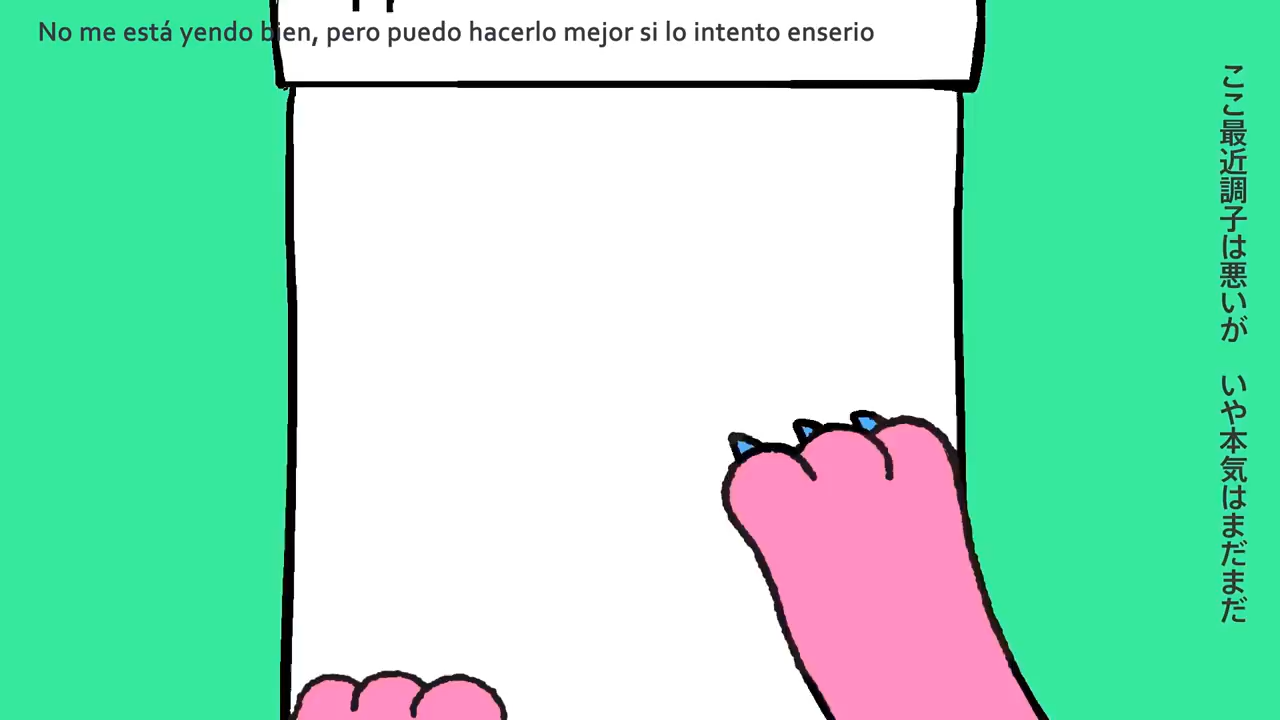 No me está yendo bien, pero puedo hacerlo mejor si lo intento enserio
ここ最近調子は悪いが　いや本気はまだまだ